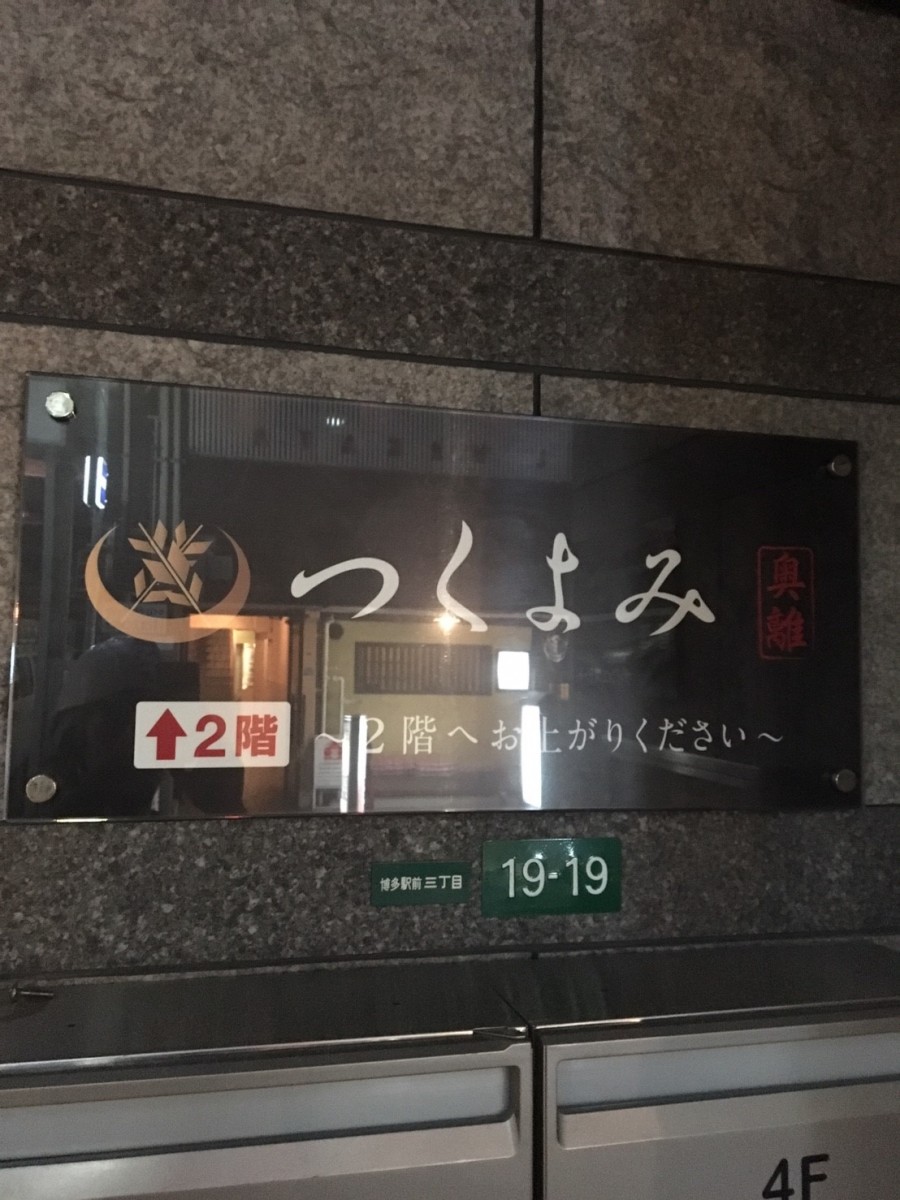 つくよみ
奥離
2階
～2階へお上がりください～
博多駅前三丁目
19-19
4F